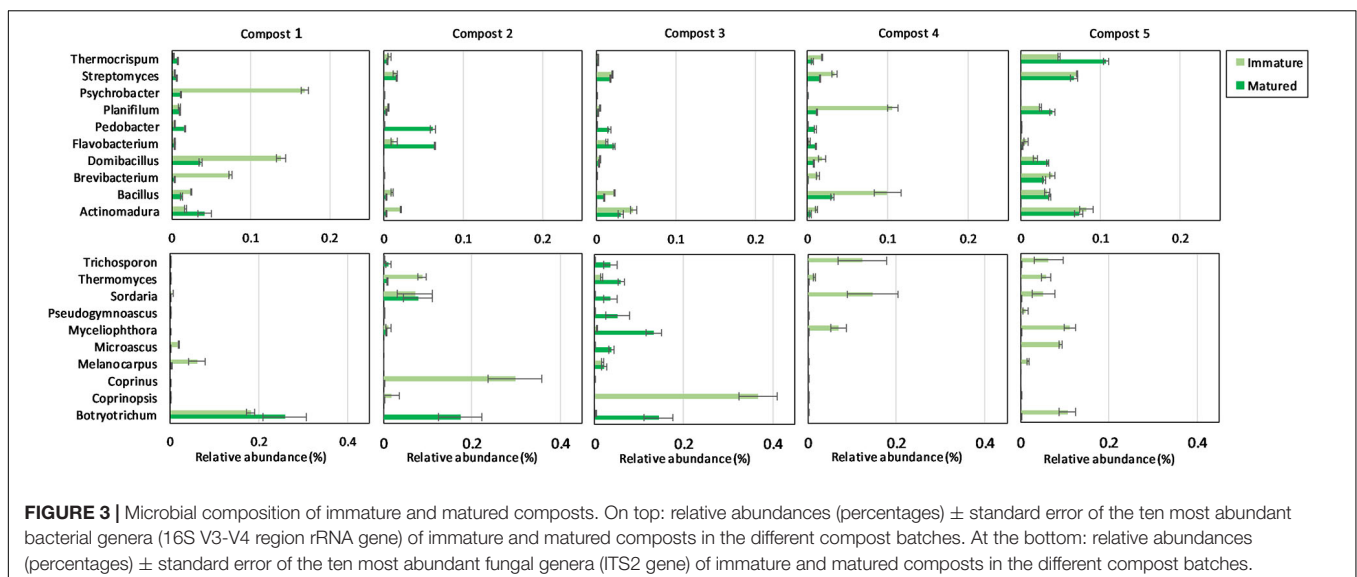 Compost 1 Compost 2 Compost 3 Compost 4 Compost 5
Thermocrispum
Streptomyces
Psychrobacter
Planifilum
Pedobacter
Flavobacterium
Domibacillus
Brevibacterium
Bacillus
Actinomadura
Immature
Matured
0 0.1 0.2 0 0.1 0.2 0 0.1 0.2 0 0.1 0.2 0 0.1 0.2
Trichosporon
Thermomyces
Sordaria
Pseudogymnoascus
Myceliophthora
Microascus
Melanocarpus
Coprinus
Coprinopsis
Botryotrichum
0 0.2 0.4 0 0.2 0.4 0 0.2 0.4 0 0.2 0.4 0 0.2 0.4
Relative abundance (%) Relative abundance (%) Relative abundance (%) Relative abundance (%) Relative abundance (%)
FIGURE 3 | Microbial composition of immature and matured composts. On top: relative abundances (percentages) ± standard error of the ten most abundant
bacterial genera (16S V3-V4 region rRNA gene) of immature and matured composts in the different compost batches. At the bottom: relative abundances
(percentages) ± standard error of the ten most abundant fungal genera (ITS2 gene) of immature and matured composts in the different compost batches.